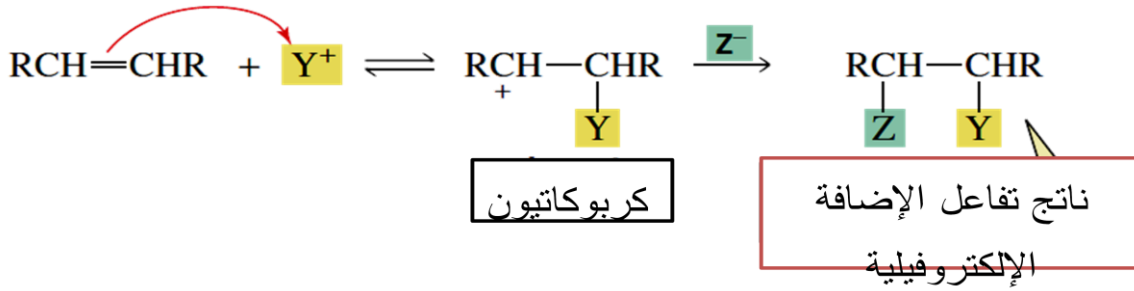 RCH=CHR + Y⁺ ⇌ RCH—CHR Z⁻ → RCH—CHR
+ Y Z Y
كربوكاتيون
ناتج تفاعل الإضافة
الإلكتروفيلية